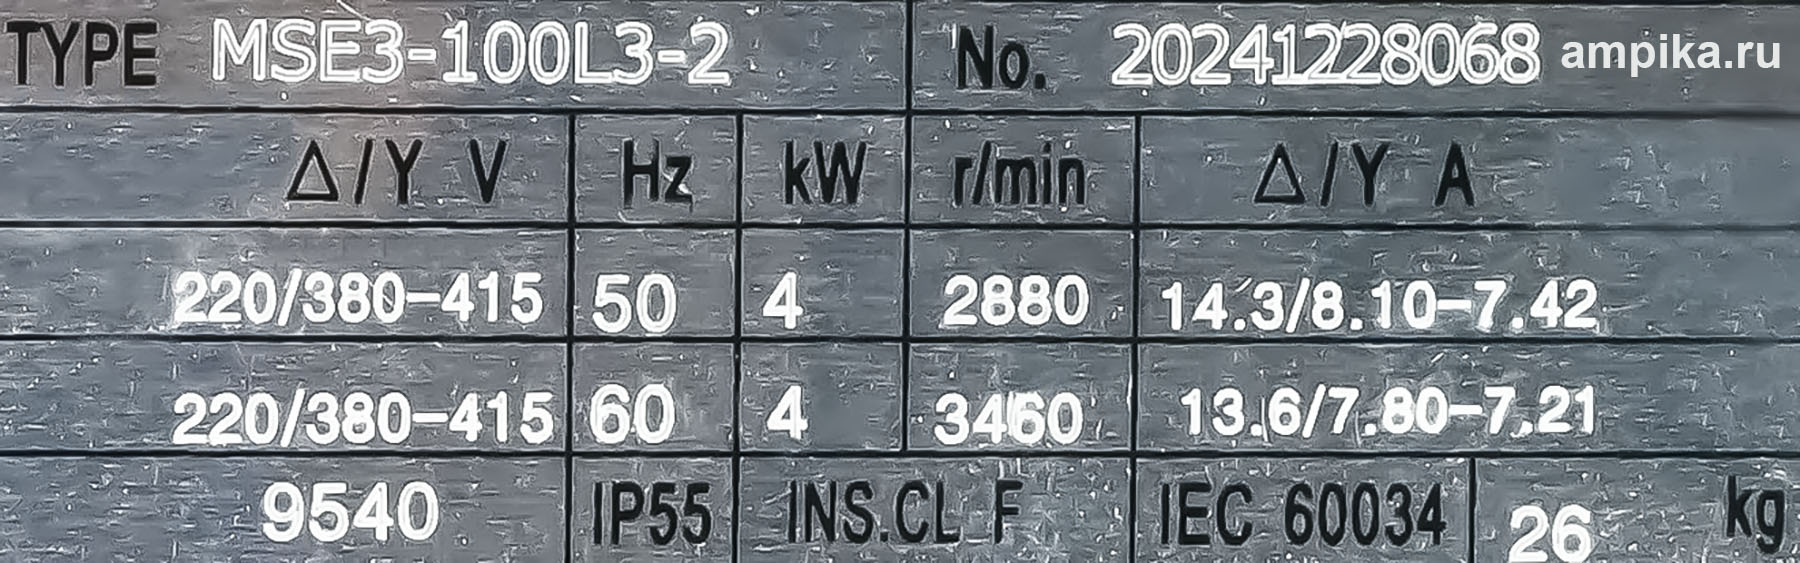 TYPE MSE3-100L3-2 No. 20241228068 ampika.ru
Δ/Y V Hz kW r/min Δ/Y A
220/380-415 50 4 2880 14.3/8.10-7.42
220/380-415 60 4 3460 13.6/7.80-7.21
9540 IP55 INS.CL F IEC 60034 26 kg